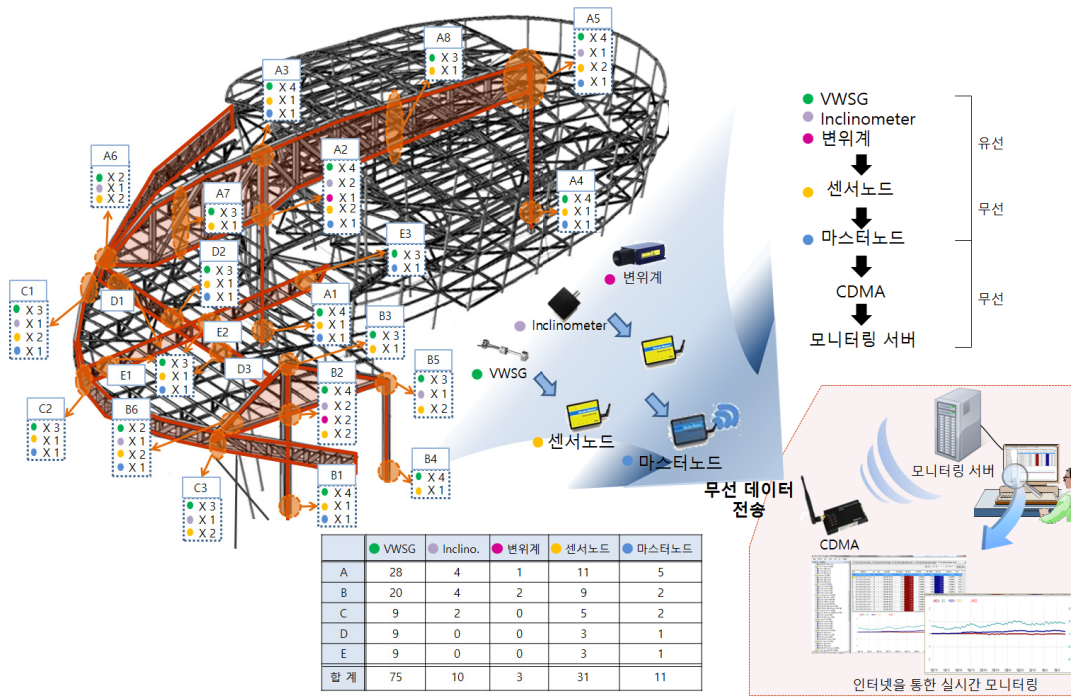 A5
X 4
X 1
X 2
X 1
A8
X 3
X 1
A3
X 4
X 1
X 1
A6
X 2
X 1
X 2
A2
X 4
X 2
X 1
X 2
X 1
A7
X 3
X 1
A4
X 4
X 1
X 1
E3
X 3
X 1
D2
X 3
X 1
X 1
C1
X 3
X 1
X 2
X 1
D1
A1
X 4
X 1
X 1
B3
X 3
X 1
E2
X 3
X 1
X 1
D3
E1
B2
X 4
X 2
X 2
X 2
B5
X 3
X 1
X 2
C2
X 3
X 1
X 1
B6
X 2
X 1
X 2
X 1
B4
X 4
X 1
C3
X 3
X 1
X 2
B1
X 4
X 1
X 1
변위계
Inclinometer
VWSG
센서노드
마스터노드
무선 데이터
전송
VWSG
Inclinometer
변위계
유선
센서노드
무선
마스터노드
CDMA
무선
모니터링 서버
모니터링 서버
CDMA
인터넷을 통한 실시간 모니터링
VWSG Inclino. 변위계 센서노드 마스터노드
A 28 4 1 11 5
B 20 4 2 9 2
C 9 2 0 5 2
D 9 0 0 3 1
E 9 0 0 3 1
합 계 75 10 3 31 11